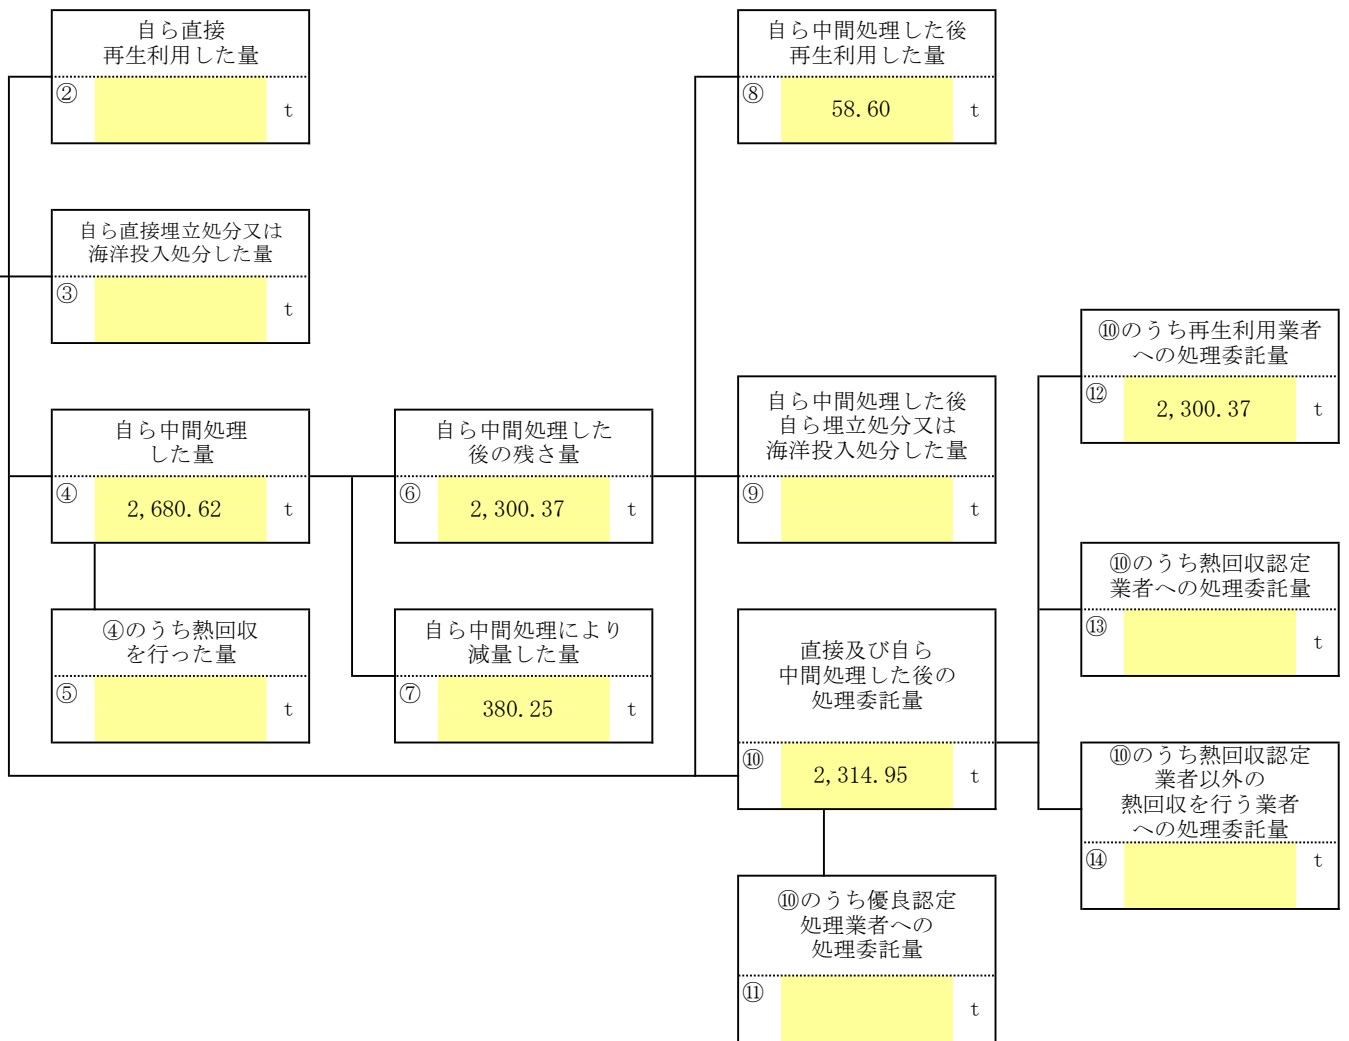 自ら直接
再生利用した量
②
t
自ら中間処理した後
再生利用した量
⑧
58.60
t
自ら直接埋立処分又は
海洋投入処分した量
③
t
⑩のうち再生利用業者
への処理委託量
⑫
2,300.37
t
自ら中間処理
した量
④
2,680.62
t
自ら中間処理した
後の残さ量
⑥
2,300.37
t
自ら中間処理した後
自ら埋立処分又は
海洋投入処分した量
⑨
t
⑩のうち熱回収認定
業者への処理委託量
⑬
t
④のうち熱回収
を行った量
⑤
t
自ら中間処理により
減量した量
⑦
380.25
t
直接及び自ら
中間処理した後の
処理委託量
⑩
2,314.95
t
⑩のうち熱回収認定
業者以外の
熱回収を行う業者
への処理委託量
⑭
t
⑩のうち優良認定
処理業者への
処理委託量
⑪
t